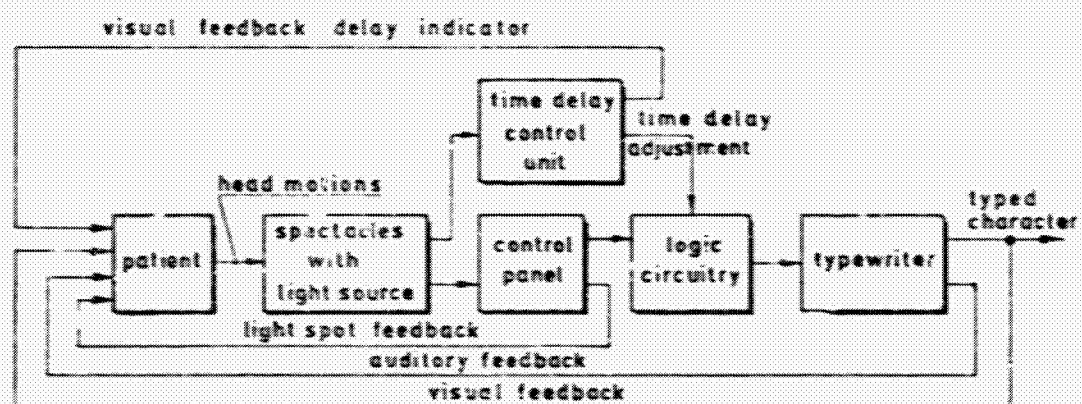 visual feedback delay indicator
time delay
control
unit
time delay
adjustment
head motions
typed
character
patient
spectacles
with
light source
control
panel
logic
circuitry
typewriter
light spot feedback
auditory feedback
visual feedback